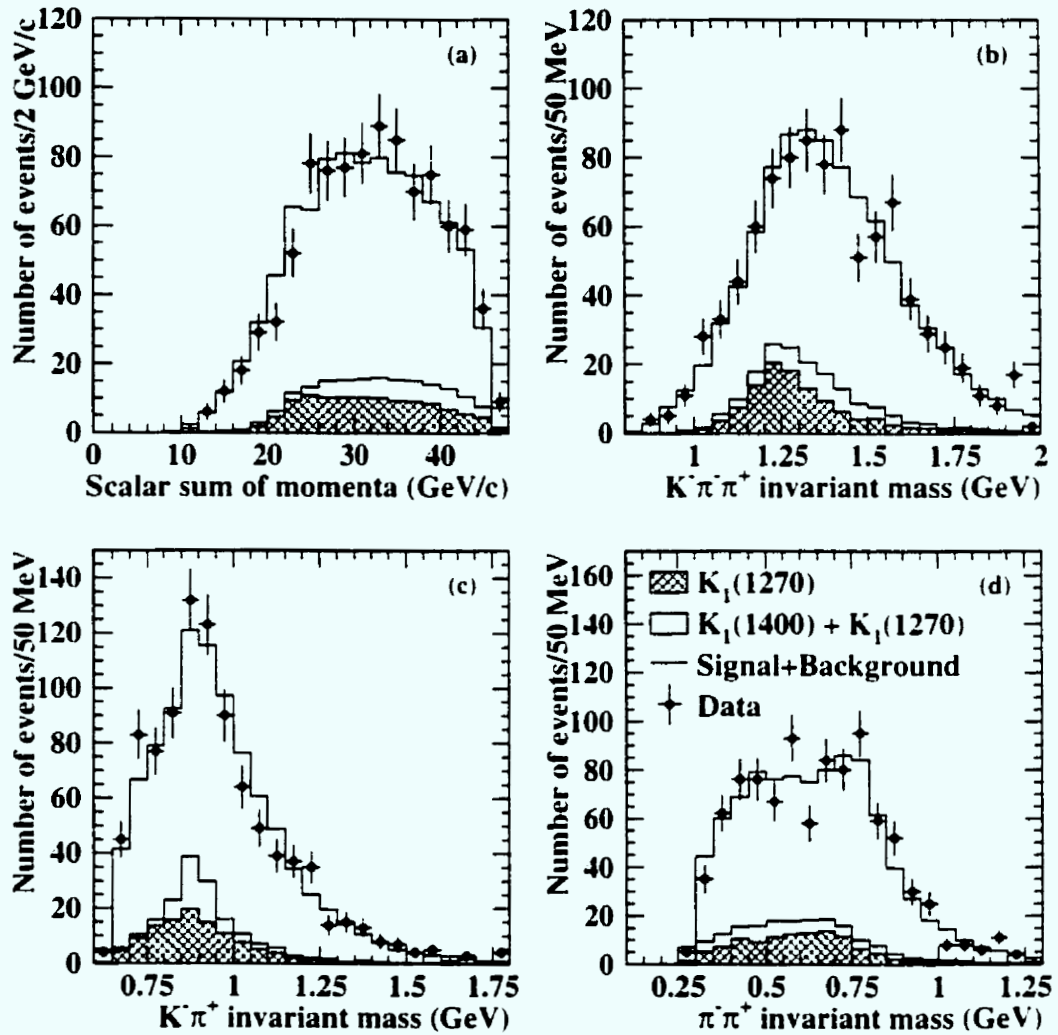 Number of events/2 GeV/c
120
100
80
60
40
20
0
(a)
0 10 20 30 40
Scalar sum of momenta (GeV/c)
Number of events/50 MeV
120
100
80
60
40
20
0
(b)
1 1.25 1.5 1.75 2
K⁻π⁻π⁺ invariant mass (GeV)
Number of events/50 MeV
140
120
100
80
60
40
20
0
(c)
0.75 1 1.25 1.5 1.75
K⁻π⁺ invariant mass (GeV)
Number of events/50 MeV
160
140
120
100
80
60
40
20
0
(d)
K₁(1270)
K₁(1400) + K₁(1270)
Signal+Background
Data
0.25 0.5 0.75 1 1.25
π⁻π⁺ invariant mass (GeV)